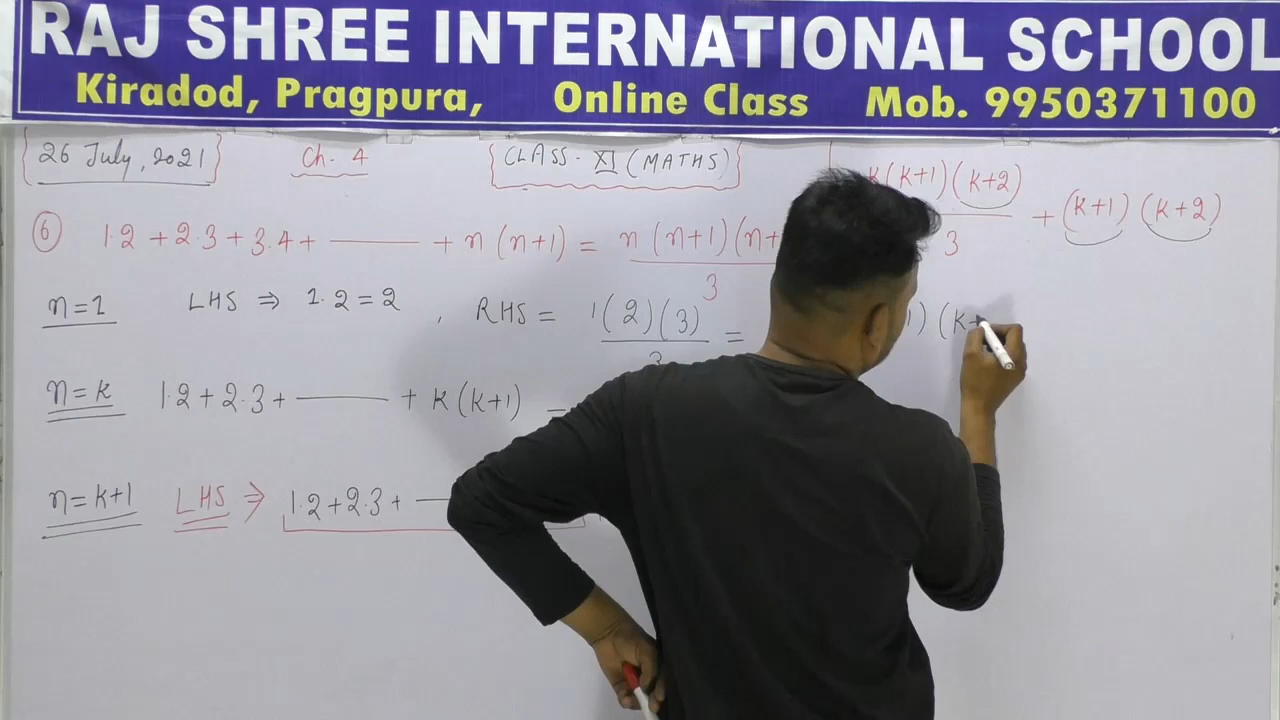 RAJ SHREE INTERNATIONAL SCHOOL
Kiradod, Pragpura, Online Class Mob. 9950371100
26 July, 2021 Ch. 4 CLASS- XI (MATHS)
⑥ 1.2 + 2.3 + 3.4 + ——— + n (n+1) = n (n+1)(n+ / 3
n=1 LHS ⇒ 1.2 = 2 , RHS = 1(2)(3) / 3 =
n=k 1.2 + 2.3 + ——— + k (k+1)
n=k+1 LHS ⇒ 1.2 + 2.3 + —
k(k+1)(k+2) / 3 + (k+1) (k+2)
1) (k+